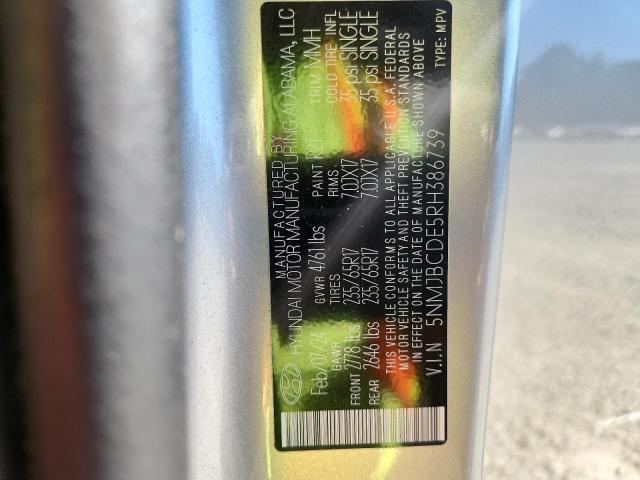 MANUFACTURED BY
HYUNDAI MOTOR MANUFACTURING ALABAMA, LLC
Feb/07/24 GVWR 4761 lbs PAINT R2T TRIM MMH
GAWR TIRES RIMS COLD TIRE INFL
FRONT 2778 lbs 235/65R17 7.0JX17 35 psi SINGLE
REAR 2646 lbs 235/65R17 7.0JX17 35 psi SINGLE
THIS VEHICLE CONFORMS TO ALL APPLICABLE U.S.A. FEDERAL
MOTOR VEHICLE SAFETY AND THEFT PREVENTION STANDARDS
IN EFFECT ON THE DATE OF MANUFACTURE SHOWN ABOVE
V.I.N 5NMJBCDE5RH386739 TYPE: MPV